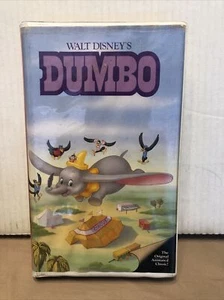 WALT DISNEY'S
DUMBO
The
Original
Animated
Classic!